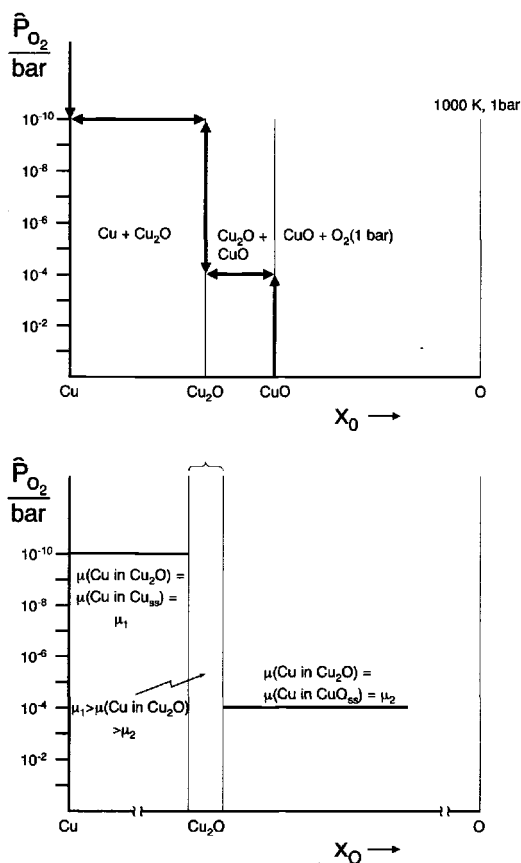 P̂O₂
bar
1000 K, 1bar
10⁻¹⁰
10⁻⁸
10⁻⁶
Cu + Cu₂O
Cu₂O +
CuO
CuO + O₂(1 bar)
10⁻⁴
10⁻²
Cu
Cu₂O
CuO
O
X₀ →
P̂O₂
bar
10⁻¹⁰
μ(Cu in Cu₂O) =
μ(Cu in Cuss) =
μ₁
10⁻⁸
10⁻⁶
μ(Cu in Cu₂O) =
μ(Cu in CuOss) = μ₂
10⁻⁴
μ₁>μ(Cu in Cu₂O)
>μ₂
10⁻²
Cu
Cu₂O
O
XO →